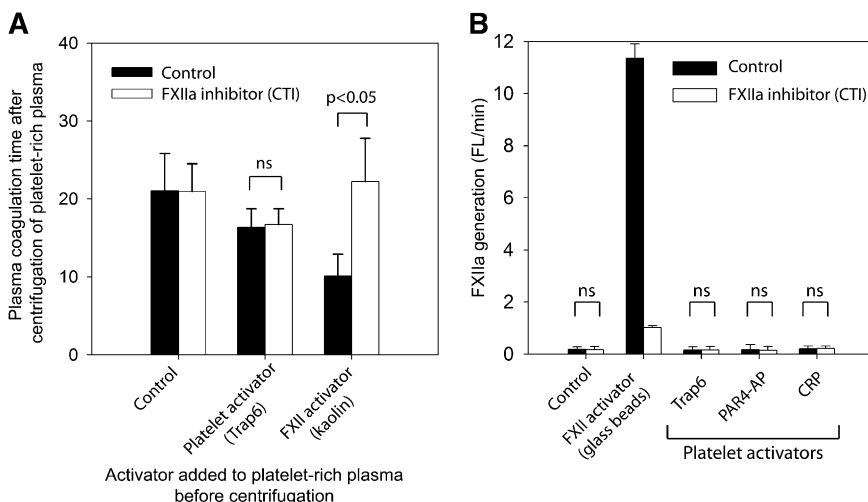 A
Plasma coagulation time after
centrifugation of platelet-rich plasma
40
30
20
10
0
Control
FXIIa inhibitor (CTI)
ns
p<0.05
Control
Platelet activator
(Trap6)
FXII activator
(kaolin)
Activator added to platelet-rich plasma
before centrifugation
B
FXIIa generation (FL/min)
12
10
8
6
4
2
0
Control
FXIIa inhibitor (CTI)
ns
ns
ns
ns
Control
FXII activator
(glass beads)
Trap6
PAR4-AP
CRP
Platelet activators